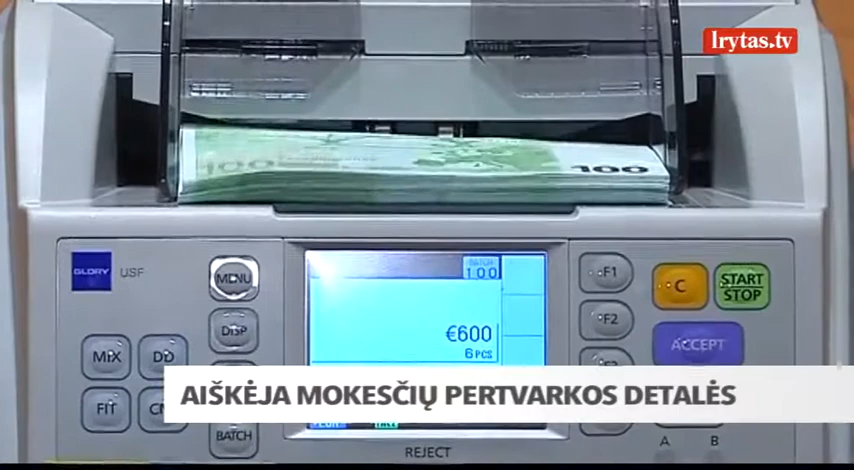 lrytas.tv
100 100
GLORY USF
MENU
BATCH
100
F1
C
START
STOP
DISP
€600
F2
6 PCS
ACCEPT
MIX DD
AIŠKĖJA MOKESČIŲ PERTVARKOS DETALĖS
FIT
BATCH
A B
REJECT